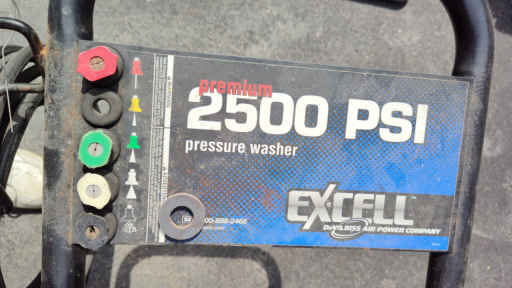 premium
2500 PSI
pressure washer
EXCELL
DeVILBISS AIR POWER COMPANY